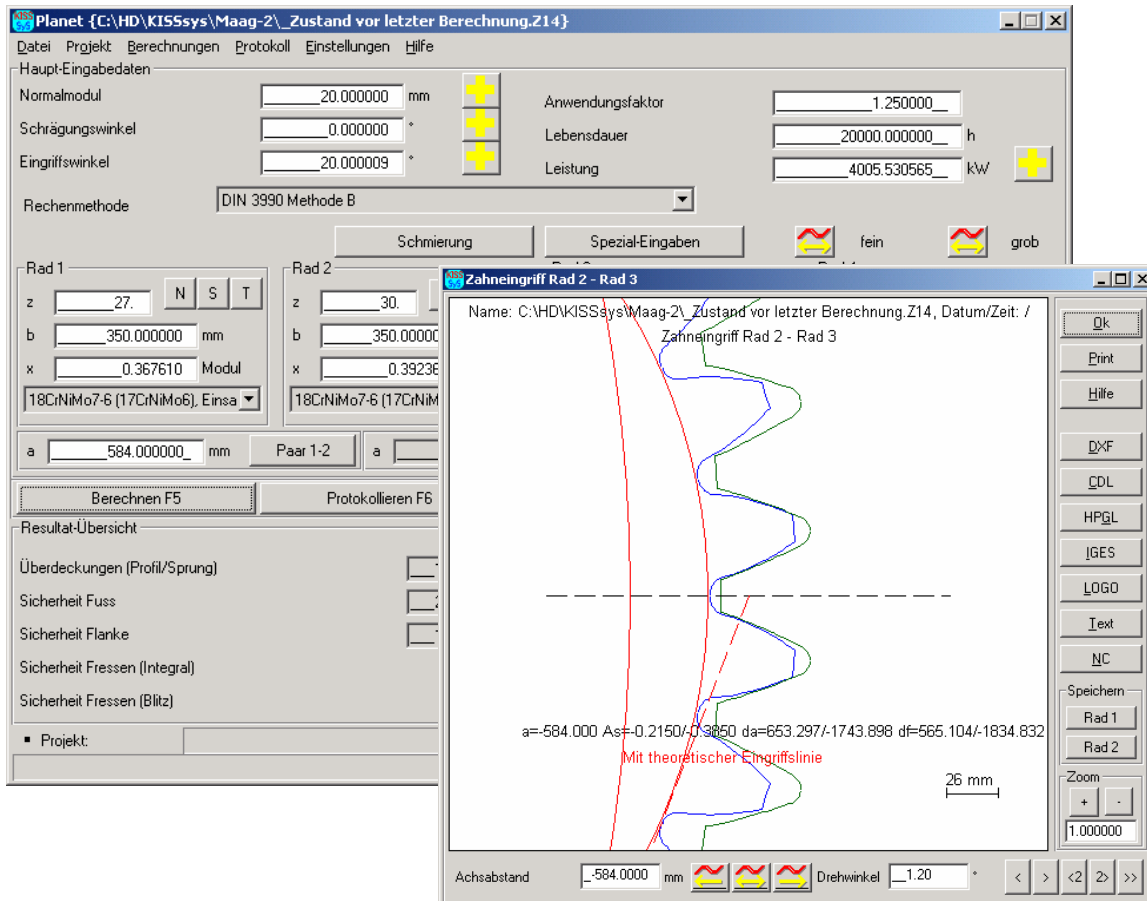 Planet {C:\HD\KISSsys\Maag-2\_Zustand vor letzter Berechnung.Z14}
Datei Projekt Berechnungen Protokoll Einstellungen Hilfe
Haupt-Eingabedaten
Normalmodul 20.000000 mm
Anwendungsfaktor 1.250000
Schrägungswinkel 0.000000 °
Lebensdauer 20000.000000 h
Eingriffswinkel 20.000009 °
Leistung 4005.530565 kW
Rechenmethode DIN 3990 Methode B
Schmierung Spezial-Eingaben fein grob
Rad 1
z 27. N S T
b 350.000000 mm
x 0.367610 Modul
18CrNiMo7-6 (17CrNiMo6), Einsa
Rad 2
z 30.
b 350.00000
x 0.39236
18CrNiMo7-6 (17CrNiM
a 584.000000 mm Paar 1-2 a
Berechnen F5 Protokollieren F6
Resultat-Übersicht
Überdeckungen (Profil/Sprung)
Sicherheit Fuss
Sicherheit Flanke
Sicherheit Fressen (Integral)
Sicherheit Fressen (Blitz)
Projekt:
Zahneingriff Rad 2 - Rad 3
Name: C:\HD\KISSsys\Maag-2\_Zustand vor letzter Berechnung.Z14, Datum/Zeit: /
Zahneingriff Rad 2 - Rad 3
a=-584.000 As=-0.2150/-0.3850 da=653.297/-1743.898 df=565.104/-1834.832
Mit theoretischer Eingriffslinie
26 mm
Ok
Print
Hilfe
DXF
CDL
HPGL
IGES
LOGO
Text
NC
Speichern
Rad 1
Rad 2
Zoom
+ -
1.000000
Achsabstand -584.0000 mm Drehwinkel 1.20 ° < > <2 2> >>